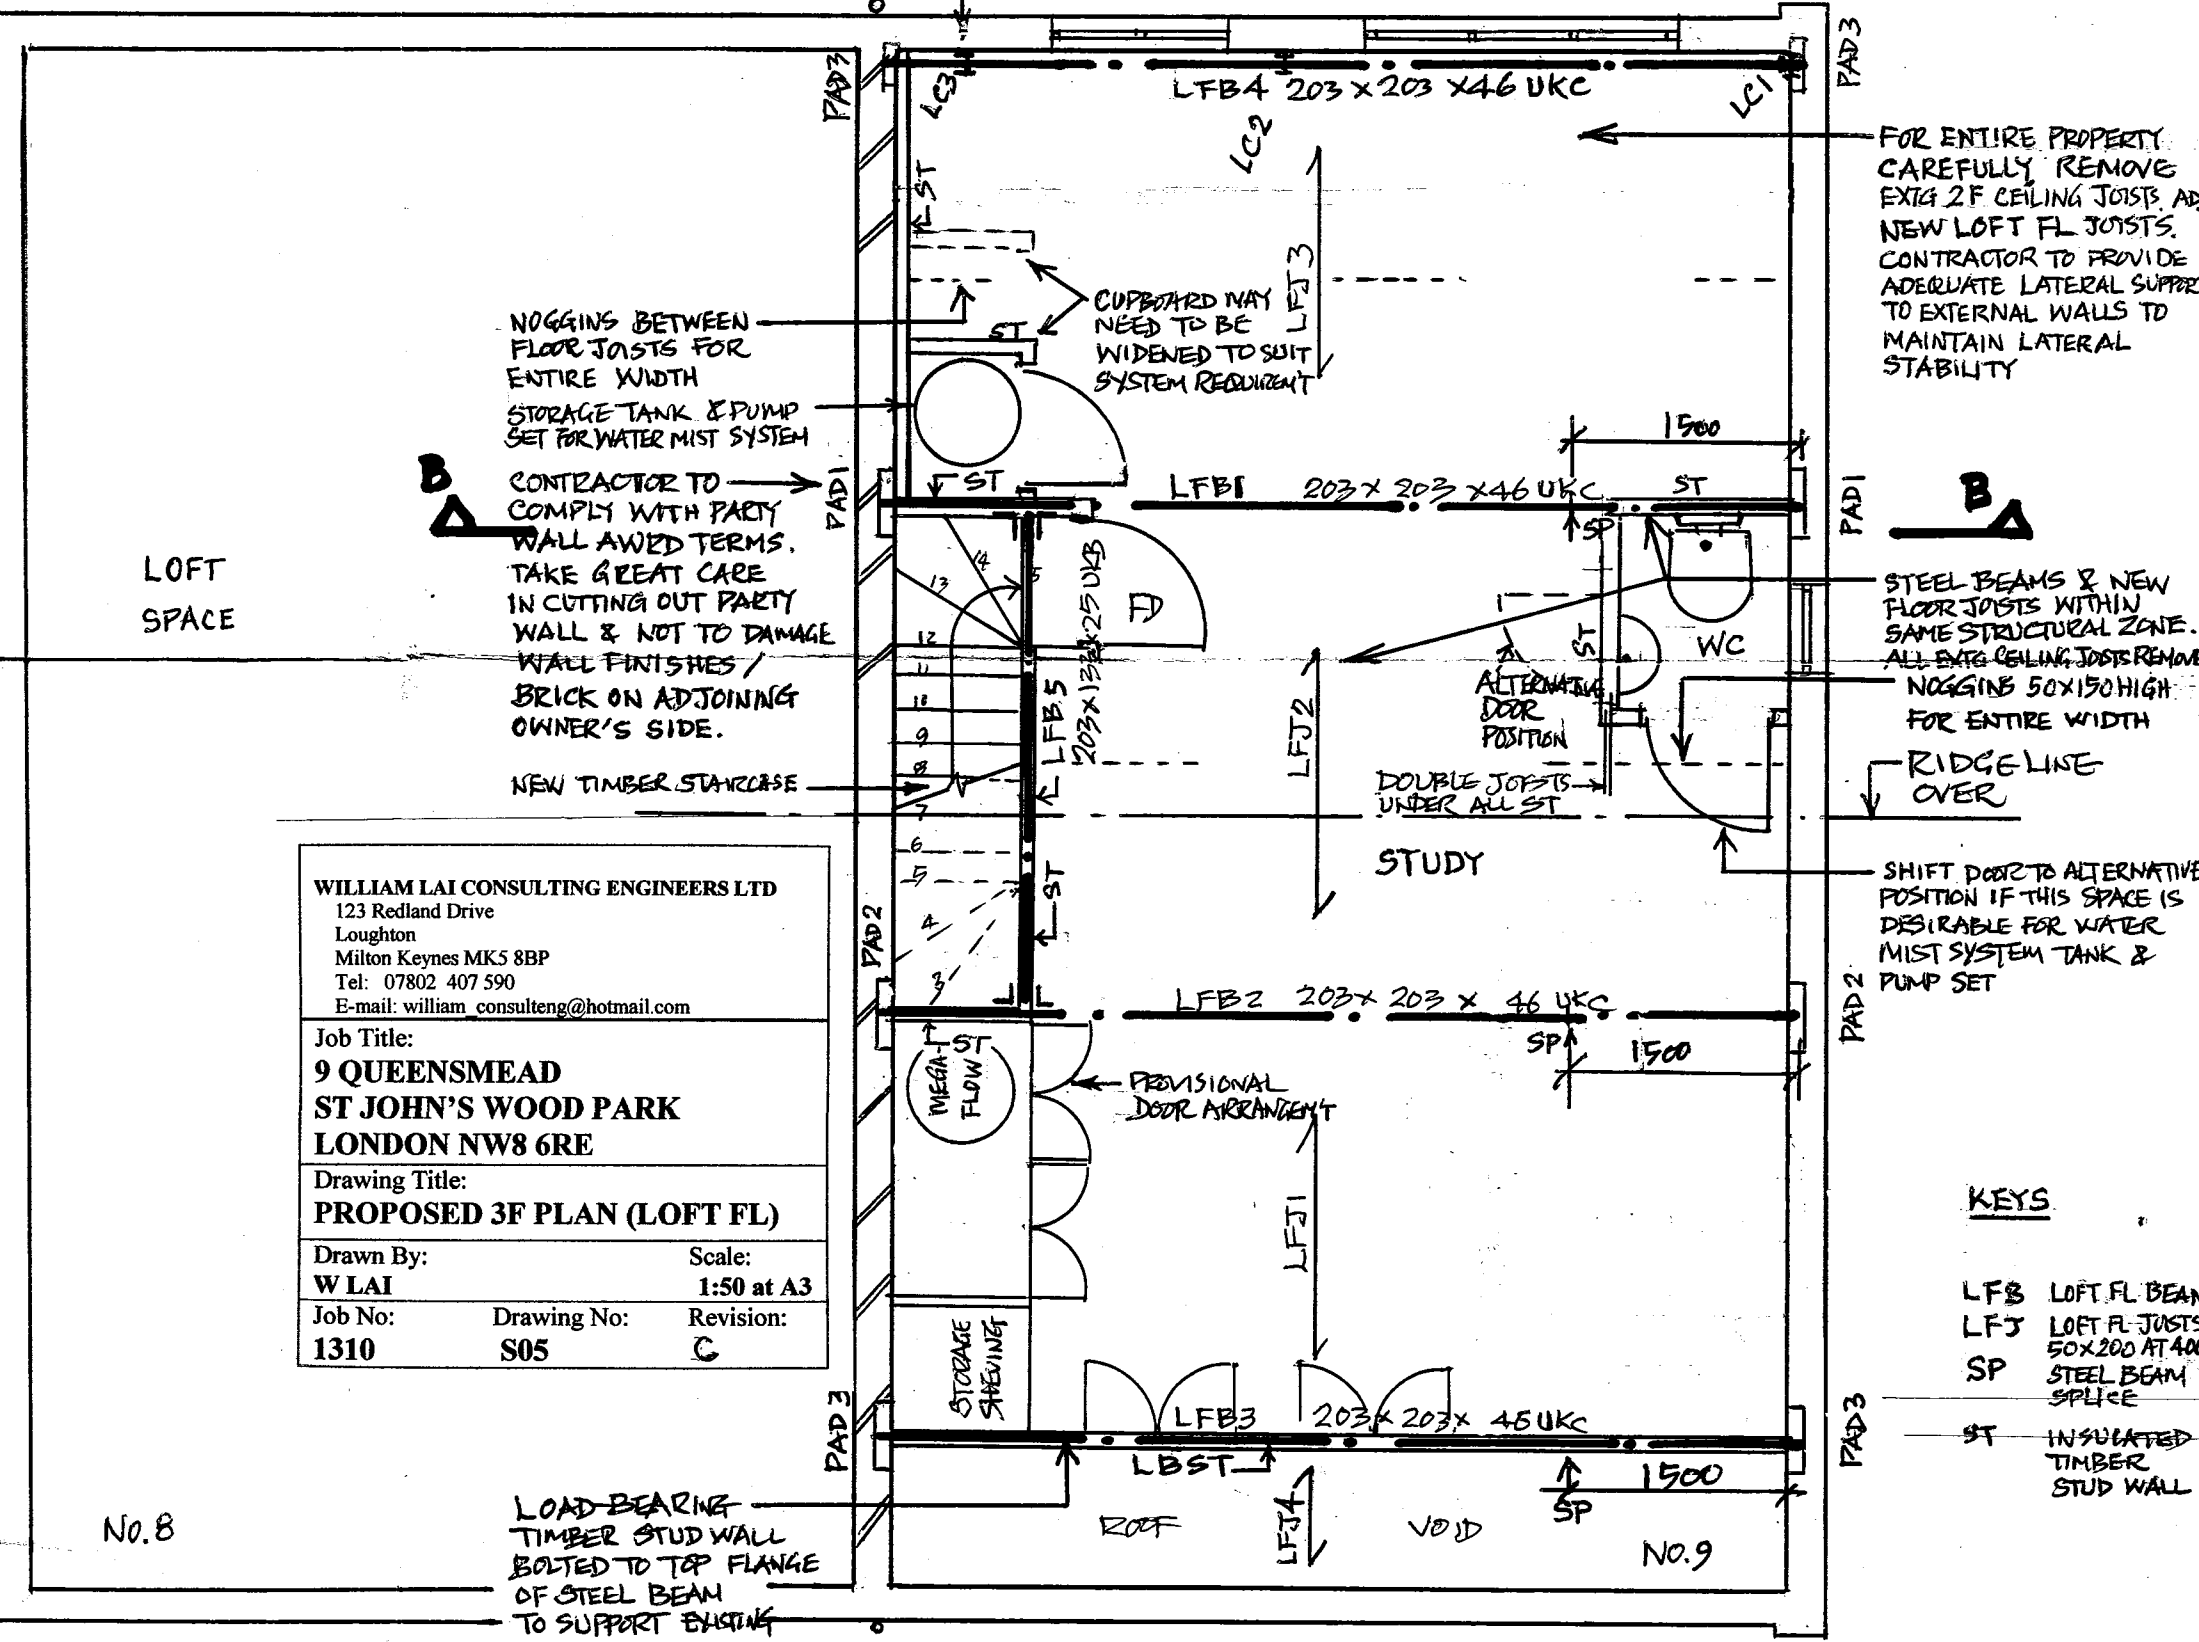 PAD3
PAD3
LC3
LFB4 203 X 203 X 46 UKC
LC1
LC2
ST
FOR ENTIRE PROPERTY
CAREFULLY REMOVE
EXTG 2F CEILING JOISTS.
NEW LOFT FL JOISTS.
CONTRACTOR TO PROVIDE
ADEQUATE LATERAL
TO EXTERNAL WALLS TO
MAINTAIN LATERAL
STABILITY
LFJ3
NOGGINS BETWEEN
FLOOR JOISTS FOR
ENTIRE WIDTH
CUPBOARD MAY
NEED TO BE
WIDENED TO SUIT
SYSTEM REQUIREMENT
ST
STORAGE TANK & PUMP
SET FOR WATER MIST SYSTEM
1500
B
CONTRACTOR TO
COMPLY WITH PARTY
WALL AWRD TERMS.
TAKE GREAT CARE
IN CUTTING OUT PARTY
WALL & NOT TO DAMAGE
WALL FINISHES /
BRICK ON ADJOINING
OWNER'S SIDE.
PAD1
ST
LFB1 203 X 203 X 46 UKC
ST
SP
PAD1
B
LOFT
SPACE
14
13
15
12
11
10
9
8
7
6
5
4
3
FD
LFB5
203X133X25 UKB
ST
WC
STEEL BEAMS & NEW
FLOOR JOISTS WITHIN
SAME STRUCTURAL ZONE.
ALL EXTG CEILING JOISTS
NOGGINS 50X150 HIGH
FOR ENTIRE WIDTH
ALTERNATIVE
DOOR
POSITION
LFJ2
DOUBLE JOISTS
UNDER ALL ST
RIDGE LINE
OVER
NEW TIMBER STAIRCASE
STUDY
ST
SHIFT DOOR TO ALTERNATIVE
POSITION IF THIS SPACE IS
DESIRABLE FOR WATER
MIST SYSTEM TANK &
PUMP SET
WILLIAM LAI CONSULTING ENGINEERS LTD
123 Redland Drive
Loughton
Milton Keynes MK5 8BP
Tel: 07802 407 590
E-mail: william_consulteng@hotmail.com
Job Title:
9 QUEENSMEAD
ST JOHN'S WOOD PARK
LONDON NW8 6RE
Drawing Title:
PROPOSED 3F PLAN (LOFT FL)
Drawn By: Scale:
W LAI 1:50 at A3
Job No: Drawing No: Revision:
1310 S05 C
PAD2
LFB2 203 X 203 X 46 UKC
SP
1500
PAD2
ST
MEGA-
FLOW
PROVISIONAL
DOOR ARRANGEMENT
LFJ1
KEYS
LFB LOFT FL BEAM
LFJ LOFT FL JOISTS
50X200 AT 400
SP STEEL BEAM
SPLICE
ST INSULATED
TIMBER
STUD WALL
STORAGE
SHELVING
PAD3
LFB3 203 X 203 X 46 UKC
LBST
1500
SP
PAD3
LOAD-BEARING
TIMBER STUD WALL
BOLTED TO TOP FLANGE
OF STEEL BEAM
TO SUPPORT EXISTING
LFJ4
ROOF VOID
NO.8
NO.9